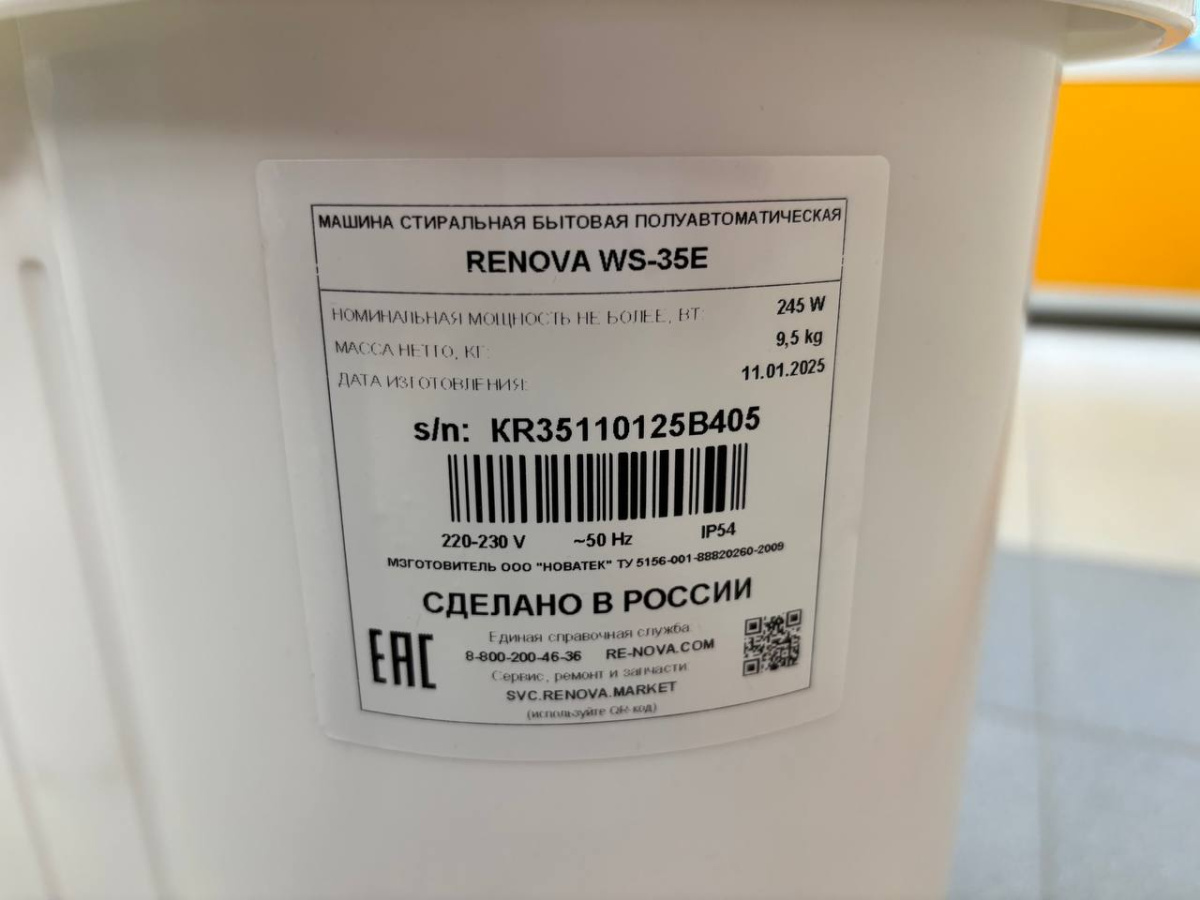 МАШИНА СТИРАЛЬНАЯ БЫТОВАЯ ПОЛУАВТОМАТИЧЕСКАЯ
RENOVA WS-35E
НОМИНАЛЬНАЯ МОЩНОСТЬ НЕ БОЛЕЕ, ВТ: 245 W
МАССА НЕТТО, КГ: 9,5 kg
ДАТА ИЗГОТОВЛЕНИЯ: 11.01.2025
s/n: KR35110125B405
220-230 V ~50 Hz IP54
МЗГОТОВИТЕЛЬ ООО "НОВАТЕК" ТУ 5156-001-88820260-2009
СДЕЛАНО В РОССИИ
EAC
Единая справочная служба
8-800-200-46-36 RE-NOVA.COM
Сервис, ремонт и запчасти:
SVC.RENOVA.MARKET
(используйте QR-код)